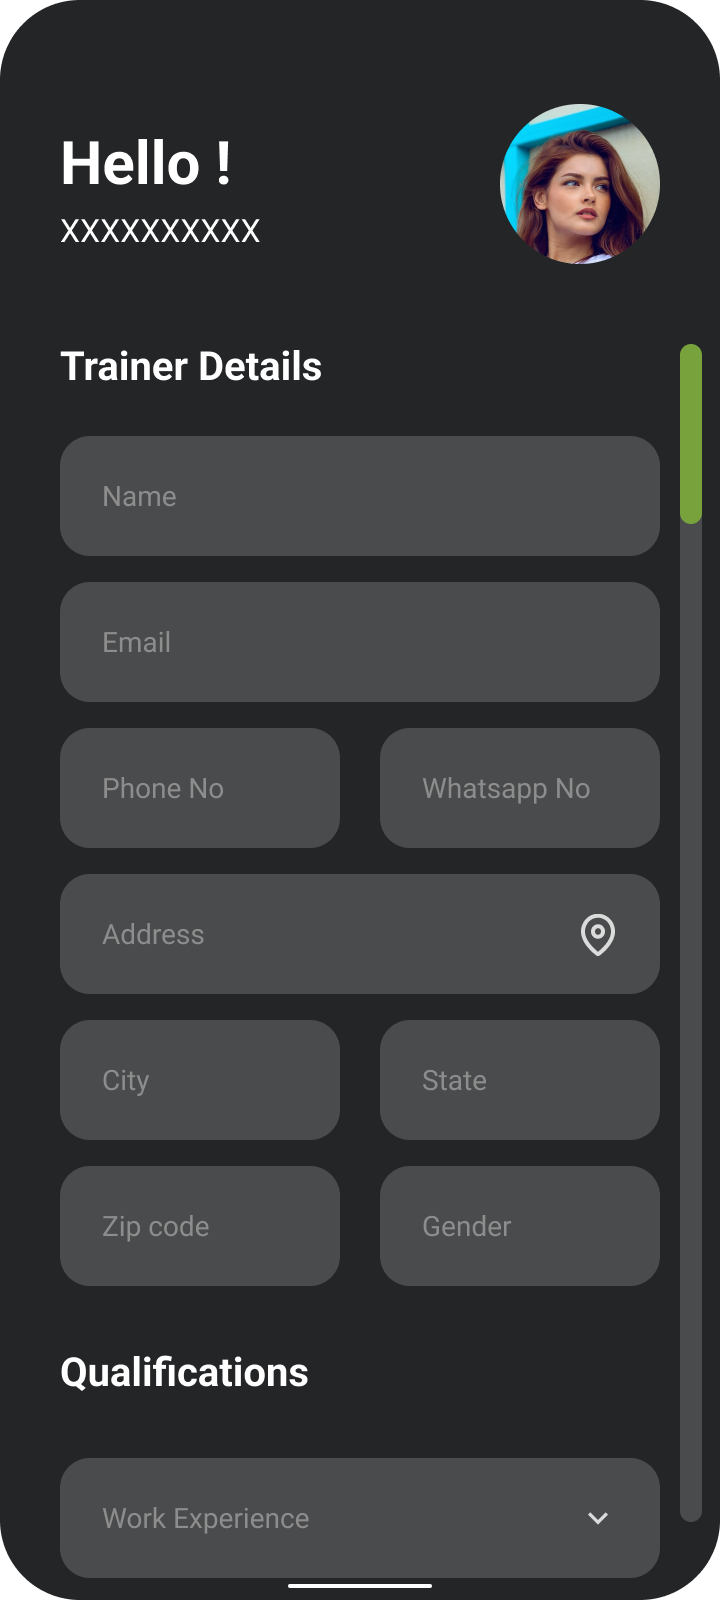 Hello !
XXXXXXXXXX
Trainer Details
Name
Email
Phone No
Whatsapp No
Address
City
State
Zip code
Gender
Qualifications
Work Experience